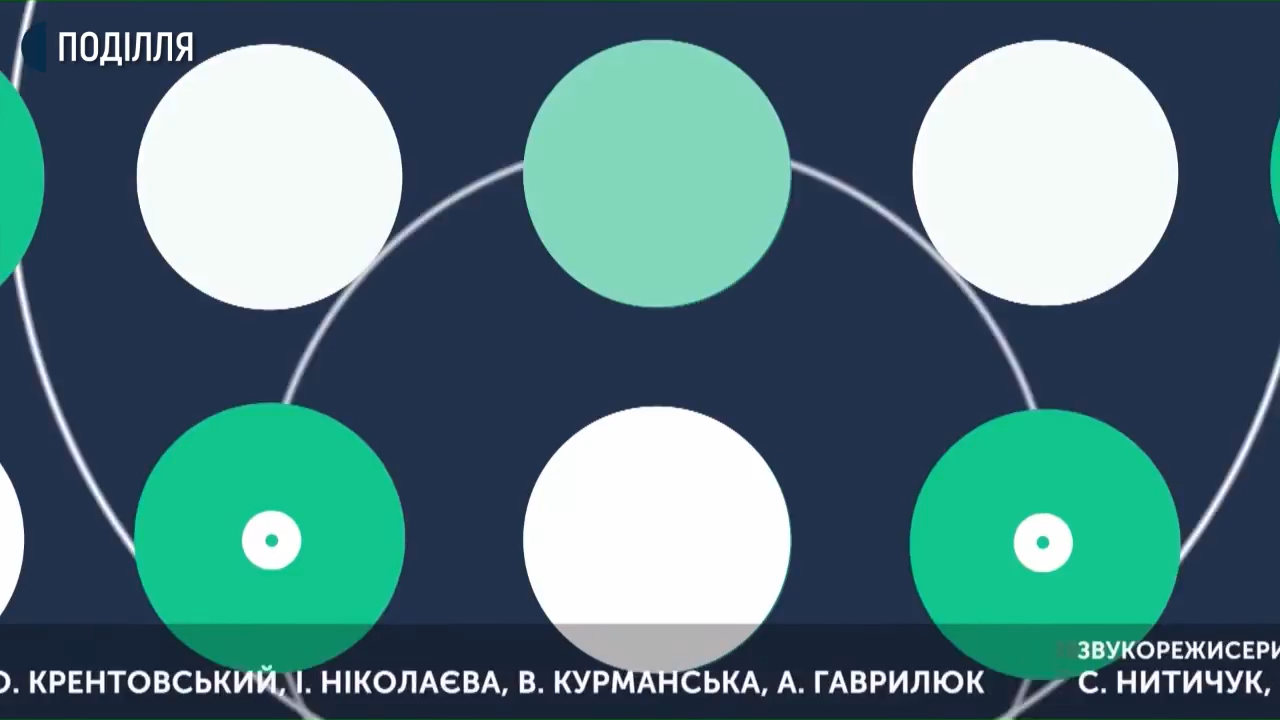 ПОДІЛЛЯ
ЗВУКОРЕЖИСЕРИ
О. КРЕНТОВСЬКИЙ, І. НІКОЛАЄВА, В. КУРМАНСЬКА, А. ГАВРИЛЮК
С. НИТИЧУК,